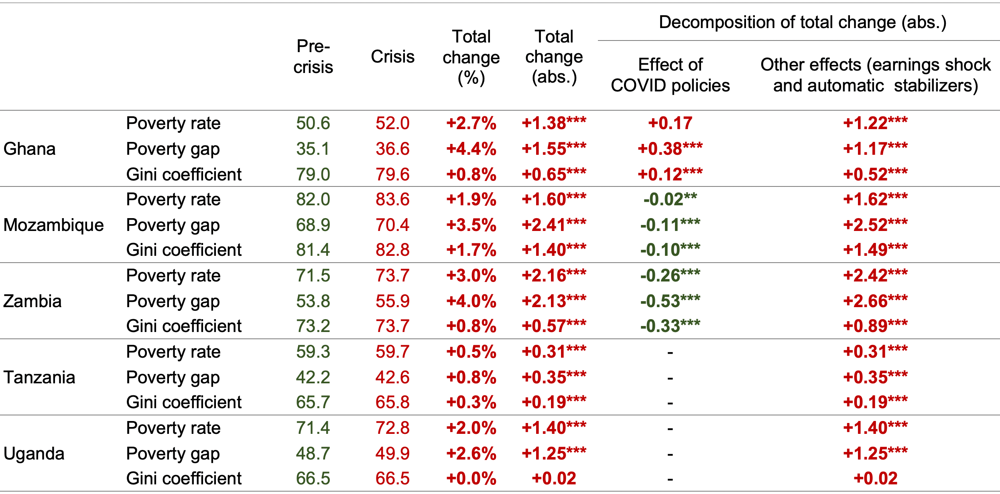 Decomposition of total change (abs.)
Pre-crisis Crisis Total change (%) Total change (abs.) Effect of COVID policies Other effects (earnings shock and automatic stabilizers)
Ghana
Poverty rate 50.6 52.0 +2.7% +1.38*** +0.17 +1.22***
Poverty gap 35.1 36.6 +4.4% +1.55*** +0.38*** +1.17***
Gini coefficient 79.0 79.6 +0.8% +0.65*** +0.12*** +0.52***
Mozambique
Poverty rate 82.0 83.6 +1.9% +1.60*** -0.02** +1.62***
Poverty gap 68.9 70.4 +3.5% +2.41*** -0.11*** +2.52***
Gini coefficient 81.4 82.8 +1.7% +1.40*** -0.10*** +1.49***
Zambia
Poverty rate 71.5 73.7 +3.0% +2.16*** -0.26*** +2.42***
Poverty gap 53.8 55.9 +4.0% +2.13*** -0.53*** +2.66***
Gini coefficient 73.2 73.7 +0.8% +0.57*** -0.33*** +0.89***
Tanzania
Poverty rate 59.3 59.7 +0.5% +0.31*** - +0.31***
Poverty gap 42.2 42.6 +0.8% +0.35*** - +0.35***
Gini coefficient 65.7 65.8 +0.3% +0.19*** - +0.19***
Uganda
Poverty rate 71.4 72.8 +2.0% +1.40*** - +1.40***
Poverty gap 48.7 49.9 +2.6% +1.25*** - +1.25***
Gini coefficient 66.5 66.5 +0.0% +0.02 - +0.02